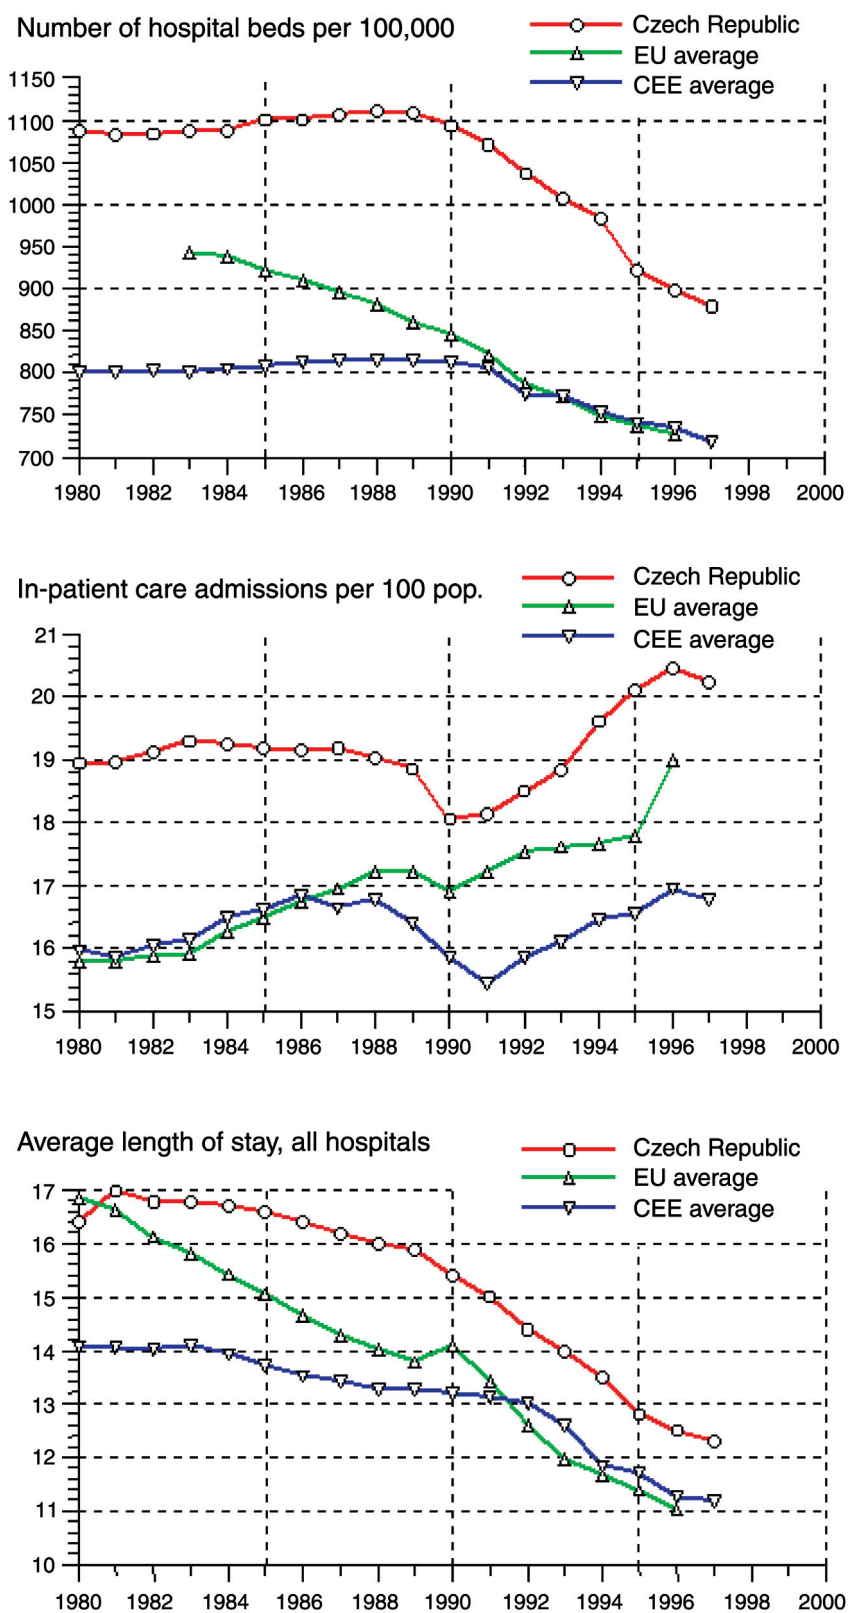 Number of hospital beds per 100,000
Czech Republic
EU average
CEE average
1150
1100
1050
1000
950
900
850
800
750
700
1980 1982 1984 1986 1988 1990 1992 1994 1996 1998 2000
In-patient care admissions per 100 pop.
Czech Republic
EU average
CEE average
21
20
19
18
17
16
15
1980 1982 1984 1986 1988 1990 1992 1994 1996 1998 2000
Average length of stay, all hospitals
Czech Republic
EU average
CEE average
17
16
15
14
13
12
11
10
1980 1982 1984 1986 1988 1990 1992 1994 1996 1998 2000